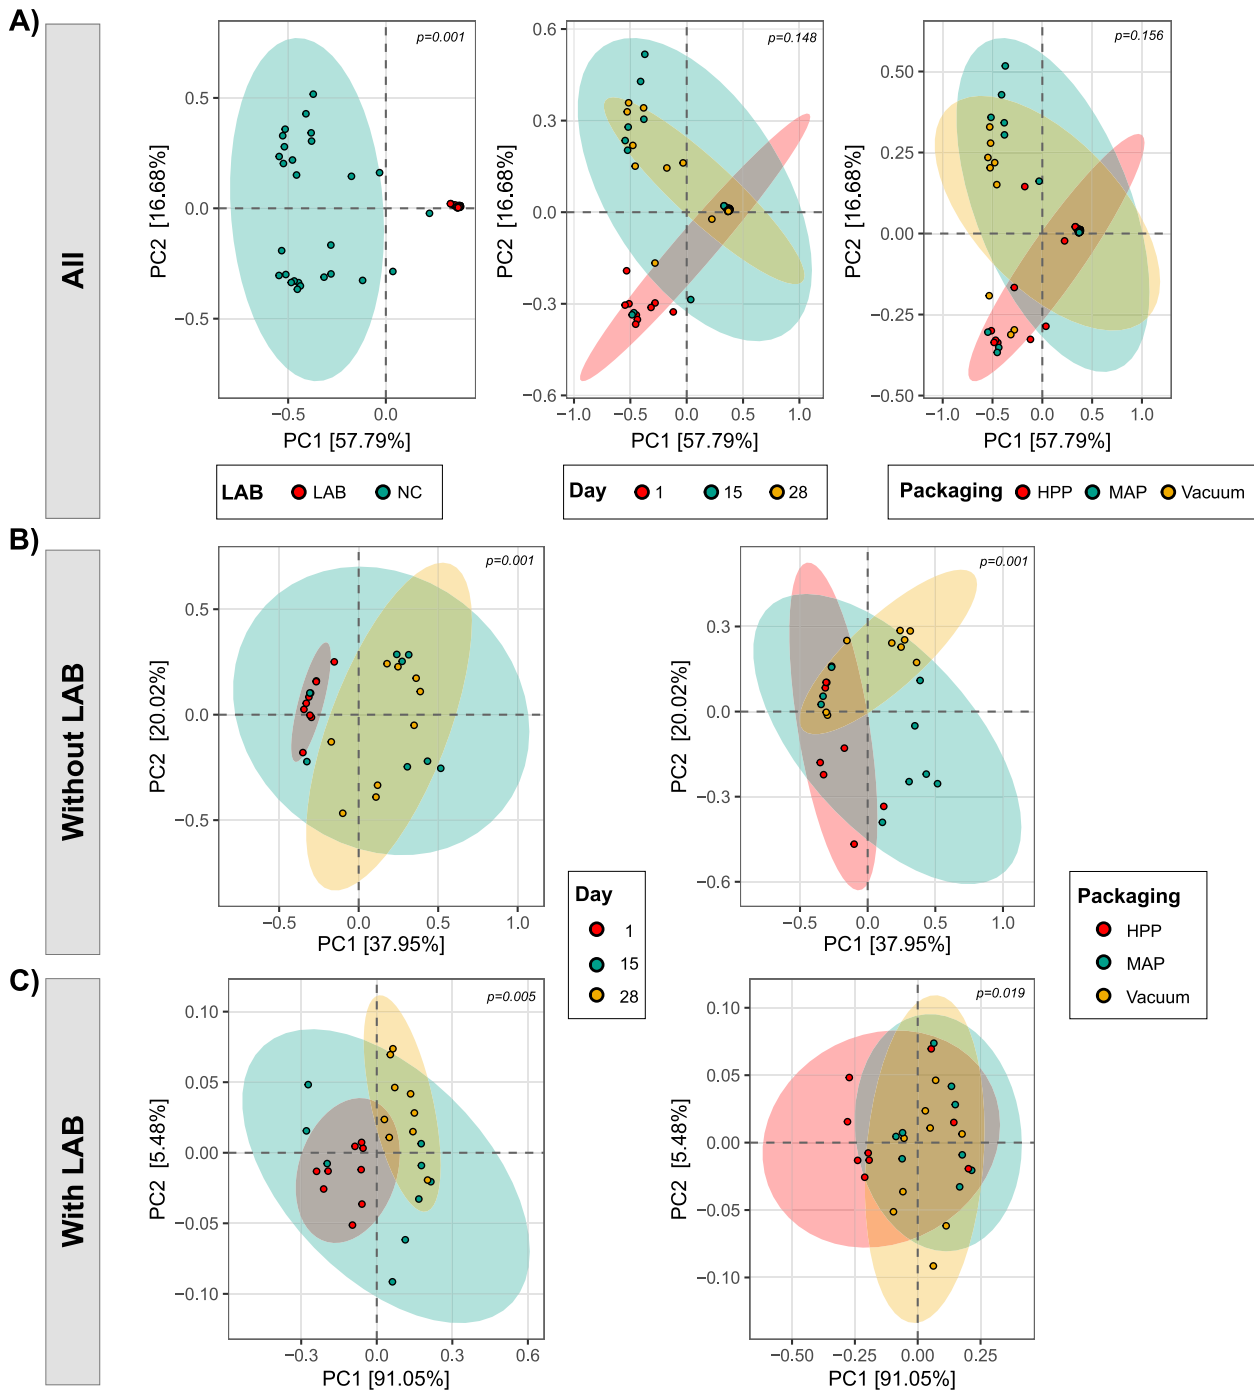 A)
All
p=0.001
0.5
0.0
−0.5
−0.5
0.0
PC2 [16.68%]
PC1 [57.79%]
p=0.148
0.6
0.3
0.0
−0.3
−0.6
−1.0
−0.5
0.0
0.5
1.0
PC2 [16.68%]
PC1 [57.79%]
p=0.156
0.50
0.25
0.00
−0.25
−0.50
−1.0
−0.5
0.0
0.5
1.0
PC2 [16.68%]
PC1 [57.79%]
LAB LAB NC
Day 1 15 28
Packaging HPP MAP Vacuum
B)
Without LAB
p=0.001
0.5
0.0
−0.5
−0.5
0.0
0.5
1.0
PC2 [20.02%]
PC1 [37.95%]
p=0.001
0.3
0.0
−0.3
−0.6
−0.5
0.0
0.5
1.0
PC2 [20.02%]
PC1 [37.95%]
Day
1
15
28
Packaging
HPP
MAP
Vacuum
C)
With LAB
p=0.005
0.10
0.05
0.00
−0.05
−0.10
−0.3
0.0
0.3
0.6
PC2 [5.48%]
PC1 [91.05%]
p=0.019
0.10
0.05
0.00
−0.05
−0.10
−0.50
−0.25
0.00
0.25
PC2 [5.48%]
PC1 [91.05%]